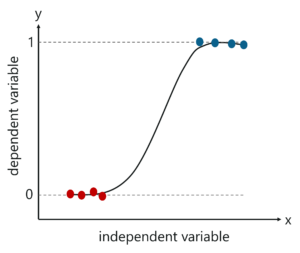 y
1
dependent variable
0
x
independent variable